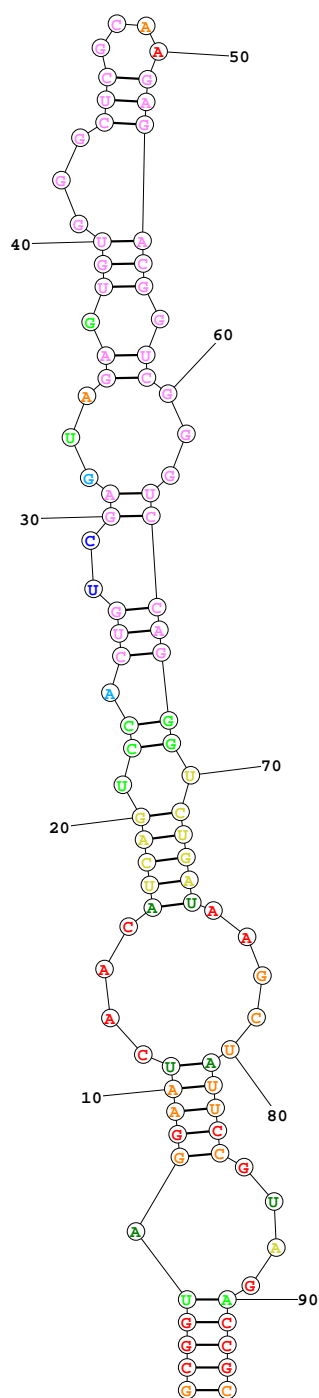 C A
G A 50
C G
U A
C G
G
G
G
40 U A
G C
U G
G G
A U 60
G C
A G
U G
G G
A U
30 G C
C
U C
G A
U G
C
A
C G
C G
U U 70
20 G C
A U
C G
U A
A U A
C A
A G
A C
C U 80
U A
10 A U
A U
G C
G C
G
U
A A
G
U A 90
G C
G C
C G
G C